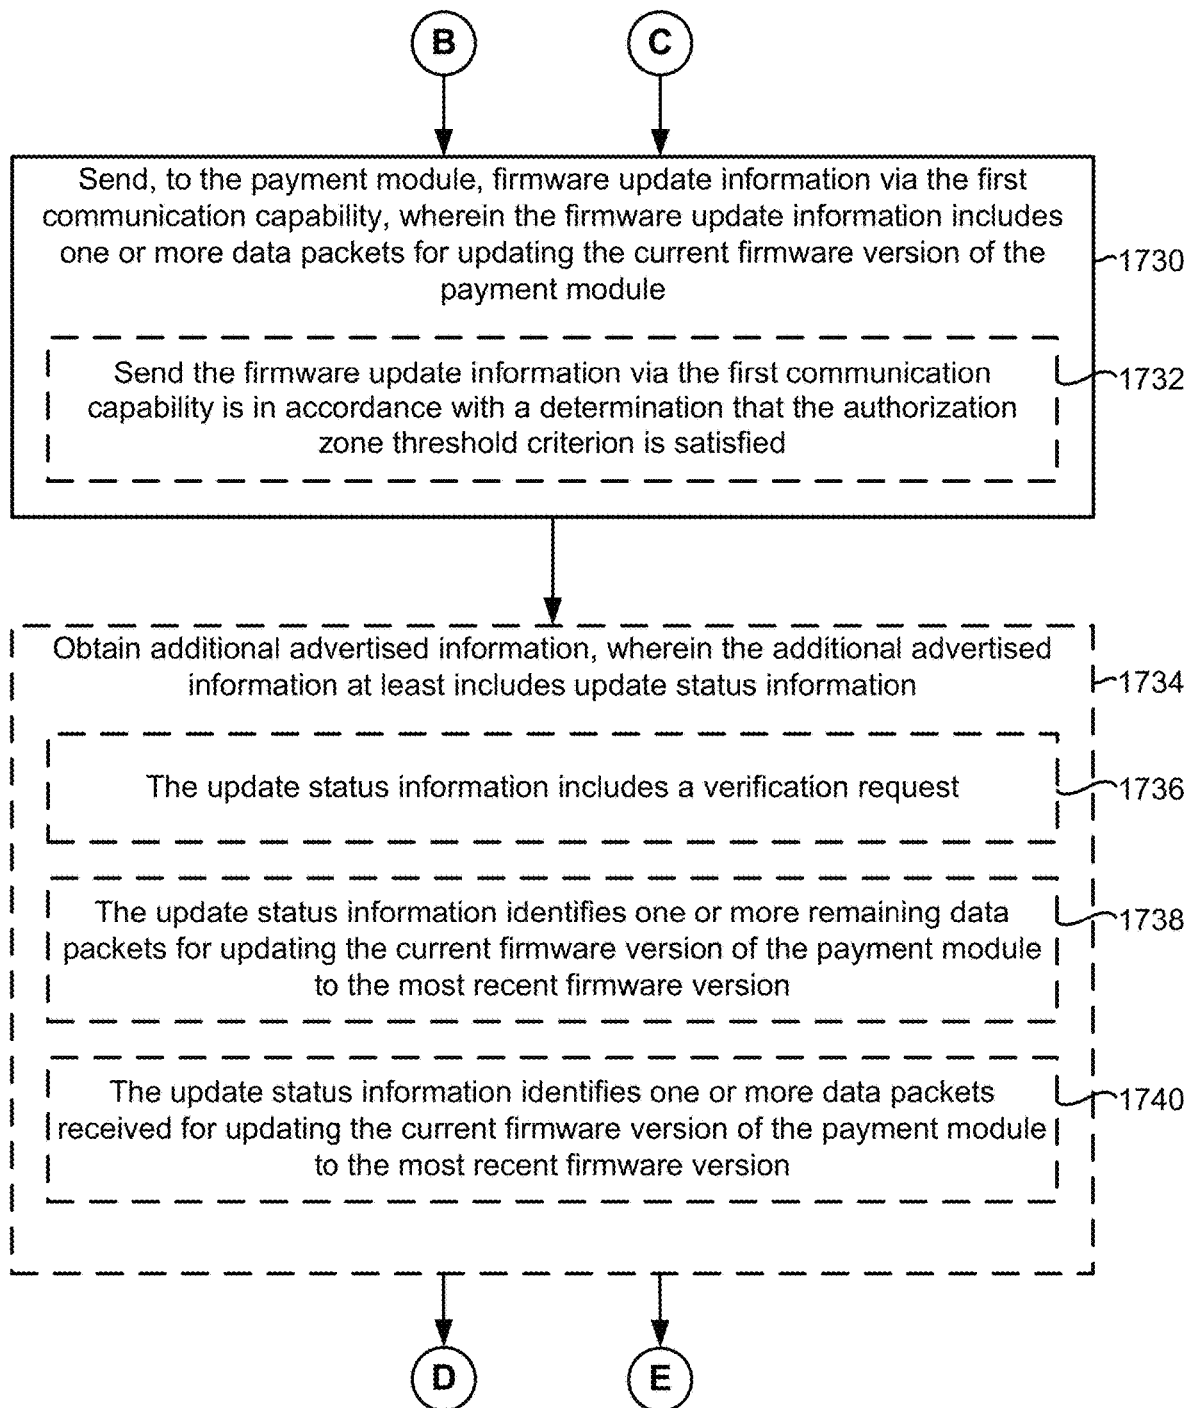 B
C
Send, to the payment module, firmware update information via the first
communication capability, wherein the firmware update information includes
one or more data packets for updating the current firmware version of the
payment module
1730
Send the firmware update information via the first communication
capability is in accordance with a determination that the authorization
zone threshold criterion is satisfied
1732
Obtain additional advertised information, wherein the additional advertised
information at least includes update status information
1734
The update status information includes a verification request
1736
The update status information identifies one or more remaining data
packets for updating the current firmware version of the payment module
to the most recent firmware version
1738
The update status information identifies one or more data packets
received for updating the current firmware version of the payment module
to the most recent firmware version
1740
D
E